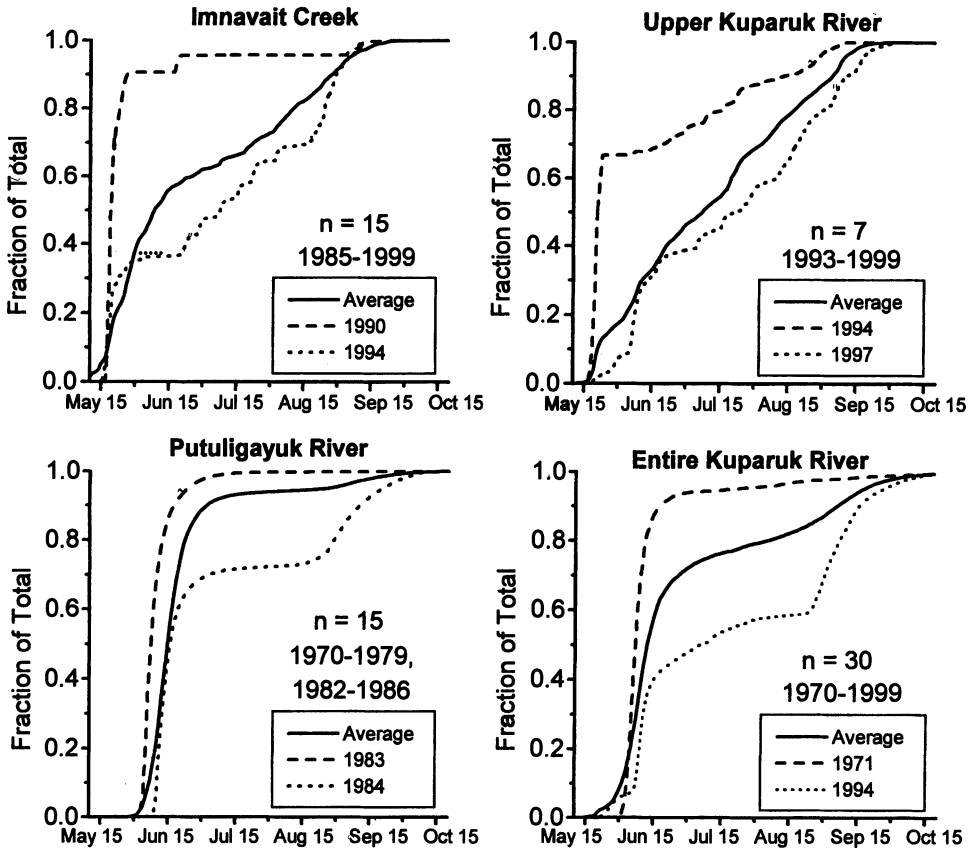 Imnavait Creek
1.0
0.8
0.6
0.4
0.2
0.0
Fraction of Total
n = 15
1985-1999
Average
1990
1994
May 15 Jun 15 Jul 15 Aug 15 Sep 15 Oct 15
Upper Kuparuk River
1.0
0.8
0.6
0.4
0.2
0.0
Fraction of Total
n = 7
1993-1999
Average
1994
1997
May 15 Jun 15 Jul 15 Aug 15 Sep 15 Oct 15
Putuligayuk River
1.0
0.8
0.6
0.4
0.2
0.0
Fraction of Total
n = 15
1970-1979,
1982-1986
Average
1983
1984
May 15 Jun 15 Jul 15 Aug 15 Sep 15 Oct 15
Entire Kuparuk River
1.0
0.8
0.6
0.4
0.2
0.0
Fraction of Total
n = 30
1970-1999
Average
1971
1994
May 15 Jun 15 Jul 15 Aug 15 Sep 15 Oct 15